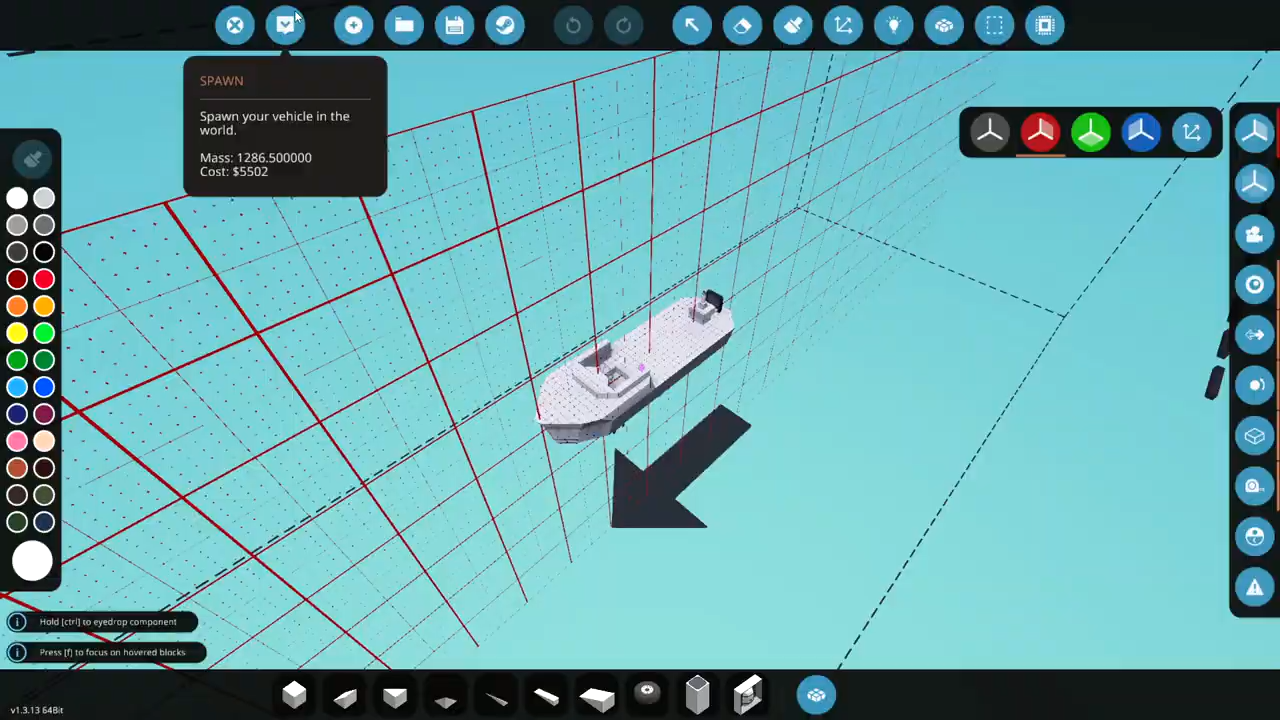 SPAWN
Spawn your vehicle in the
world.
Mass: 1286.500000
Cost: $5502
Hold [ctrl] to eyedrop component
Press [f] to focus on hovered blocks
v1.3.13 64Bit